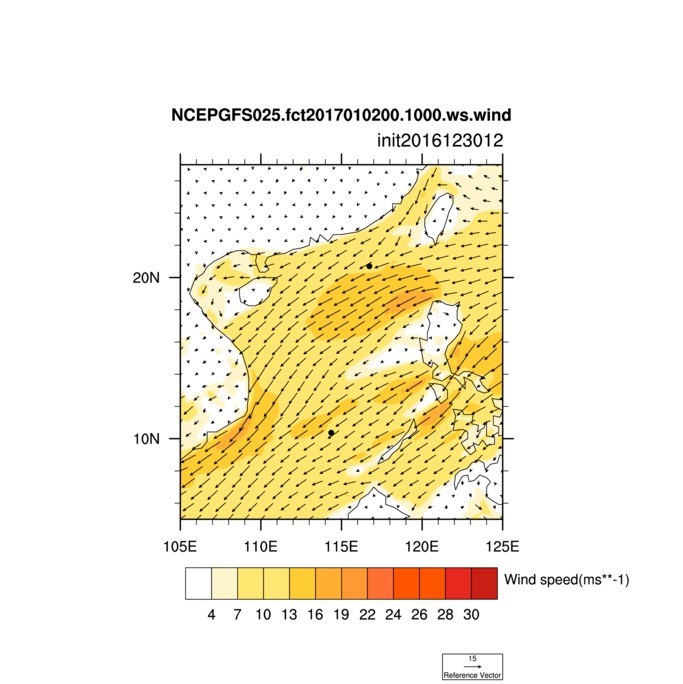 NCEPGFS025.fct2017010200.1000.ws.wind
init2016123012
20N
10N
105E 110E 115E 120E 125E
Wind speed(ms**-1)
4 7 10 13 16 19 22 24 26 28 30
15
Reference Vector